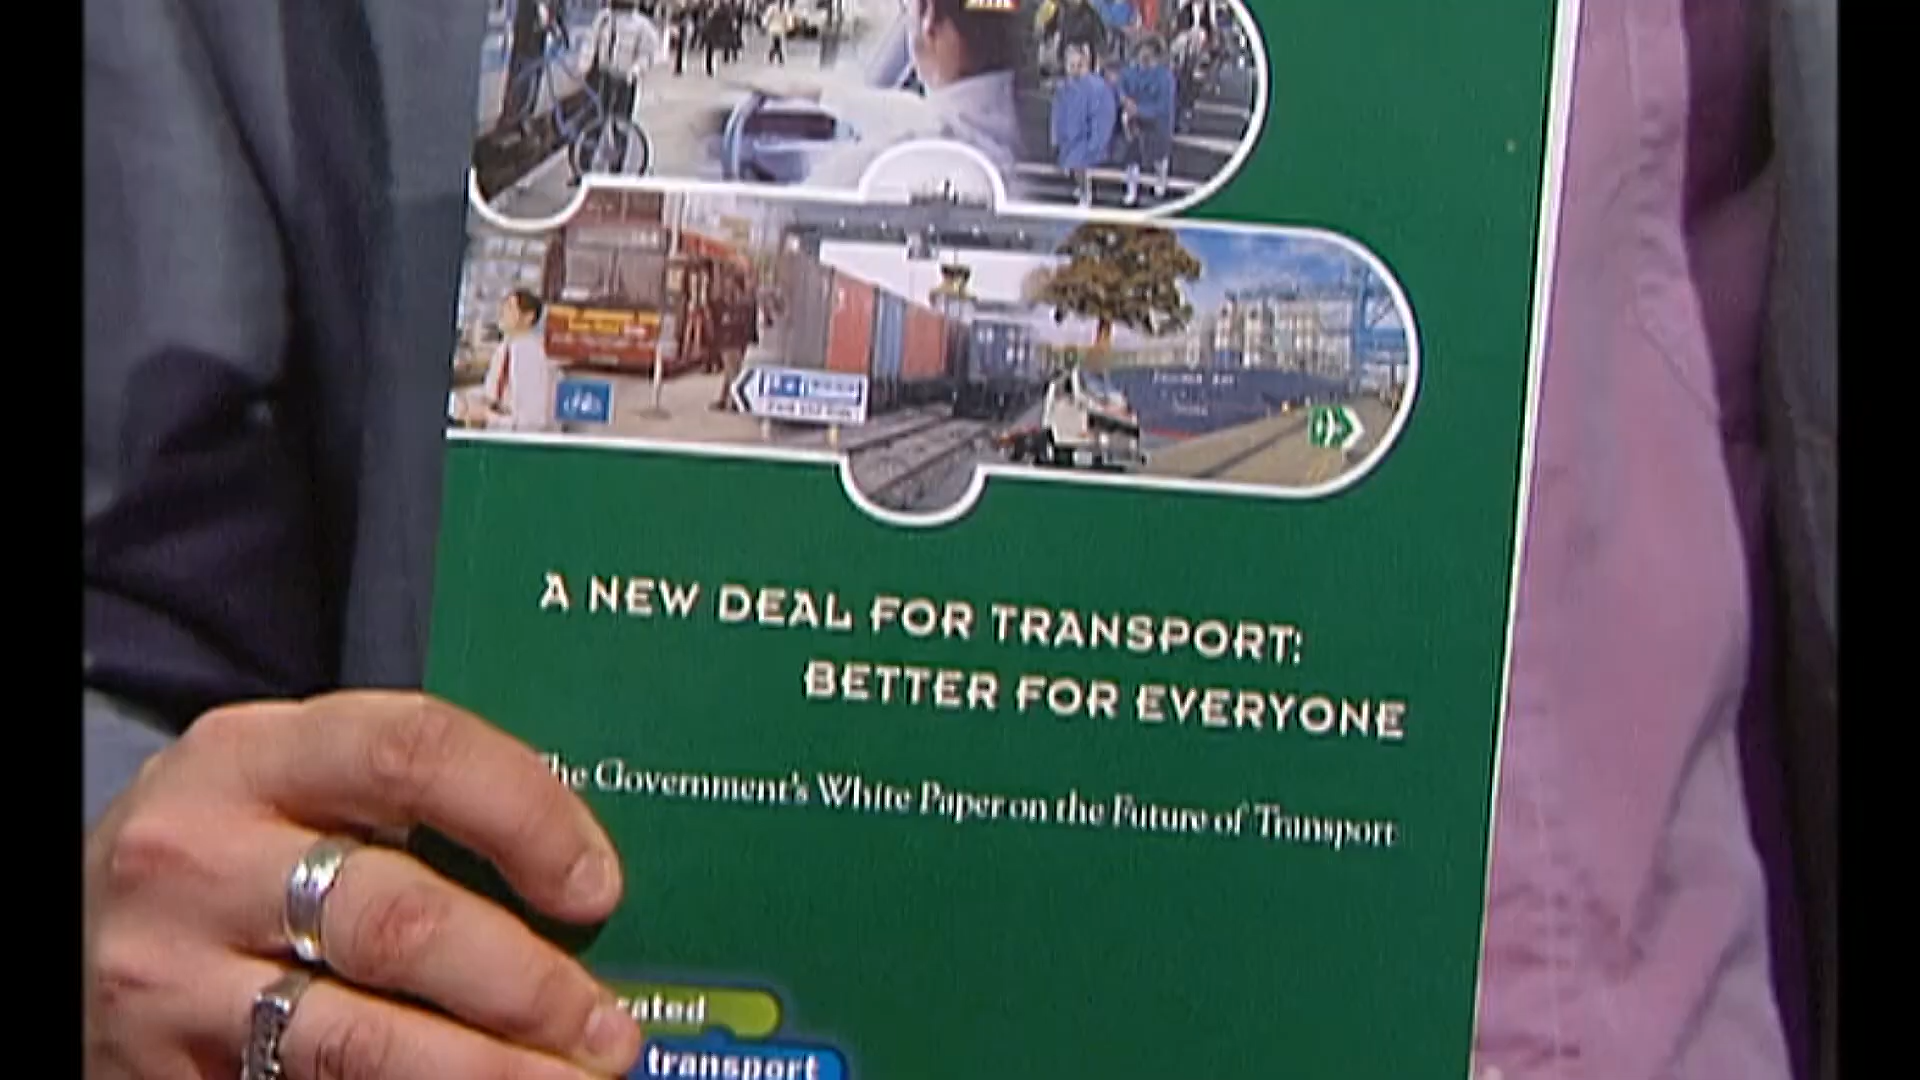 A NEW DEAL FOR TRANSPORT:
BETTER FOR EVERYONE
The Government's White Paper on the Future of Transport
rated
transport